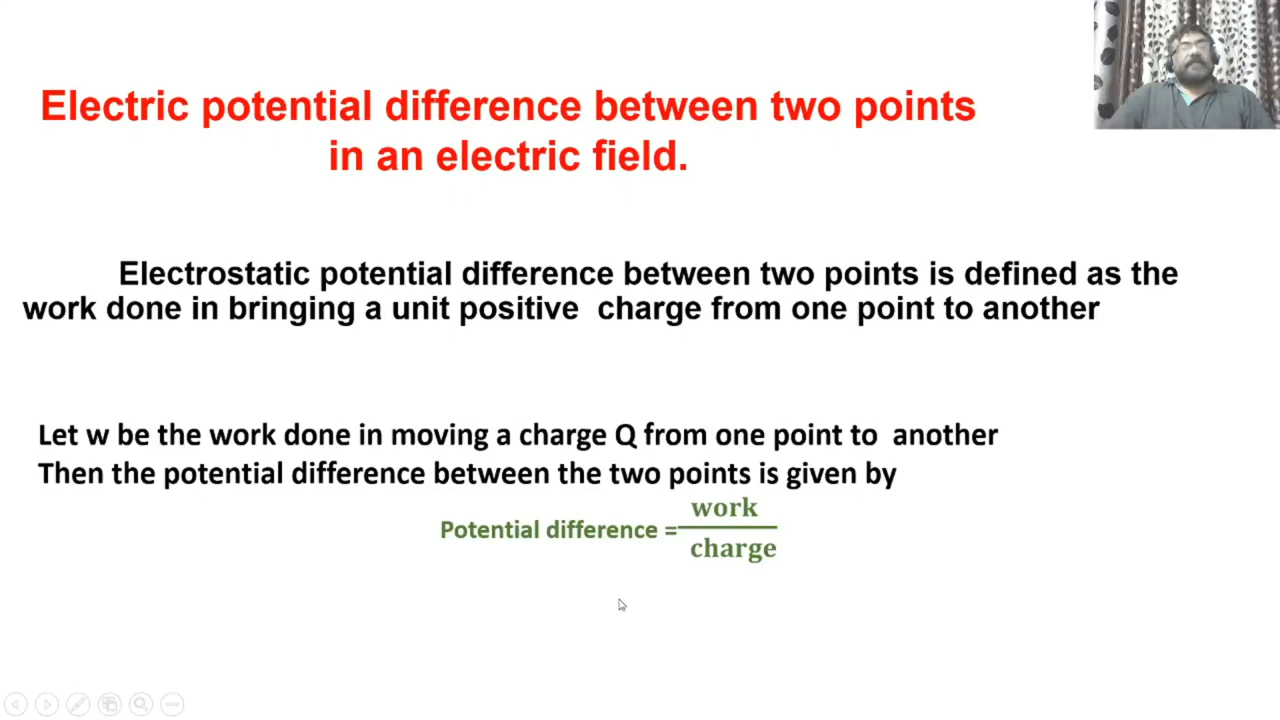 Electric potential difference between two points
in an electric field.
Electrostatic potential difference between two points is defined as the
work done in bringing a unit positive charge from one point to another
Let w be the work done in moving a charge Q from one point to another
Then the potential difference between the two points is given by
work
Potential difference =
charge